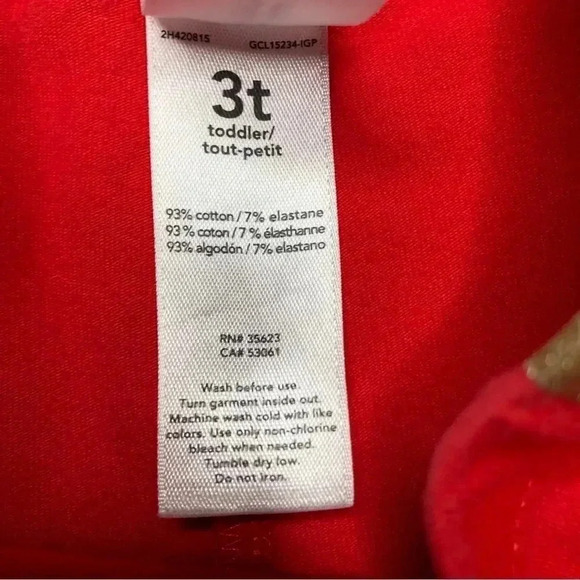 2H420815 GCL15234-IGP
3t
toddler/
tout-petit
93% cotton / 7% elastane
93% coton / 7% élasthanne
93% algodón / 7% elastano
RN# 35623
CA# 53061
Wash before use.
Turn garment inside out.
Machine wash cold with like
colors. Use only non-chlorine
bleach when needed.
Tumble dry low.
Do not iron.